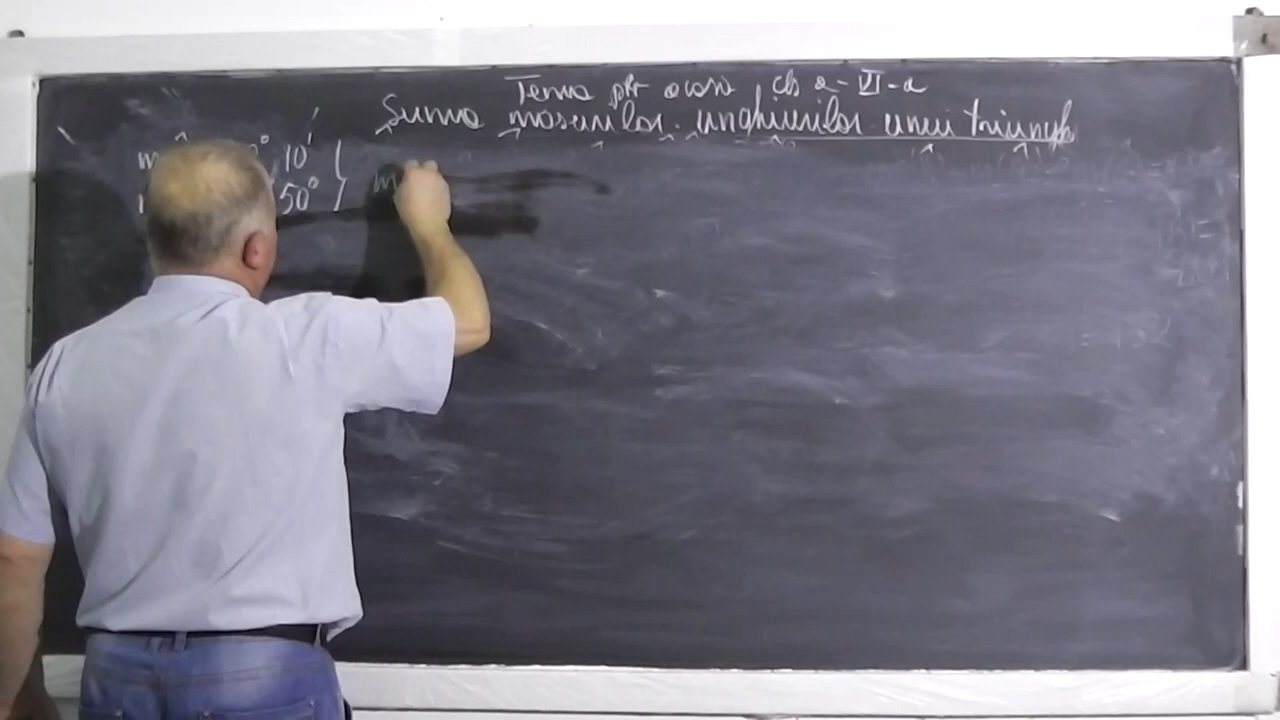 Tema ptr acasă cls a-VI-a
Suma măsurilor unghiurilor unui triunghi
m 10'
50°
m